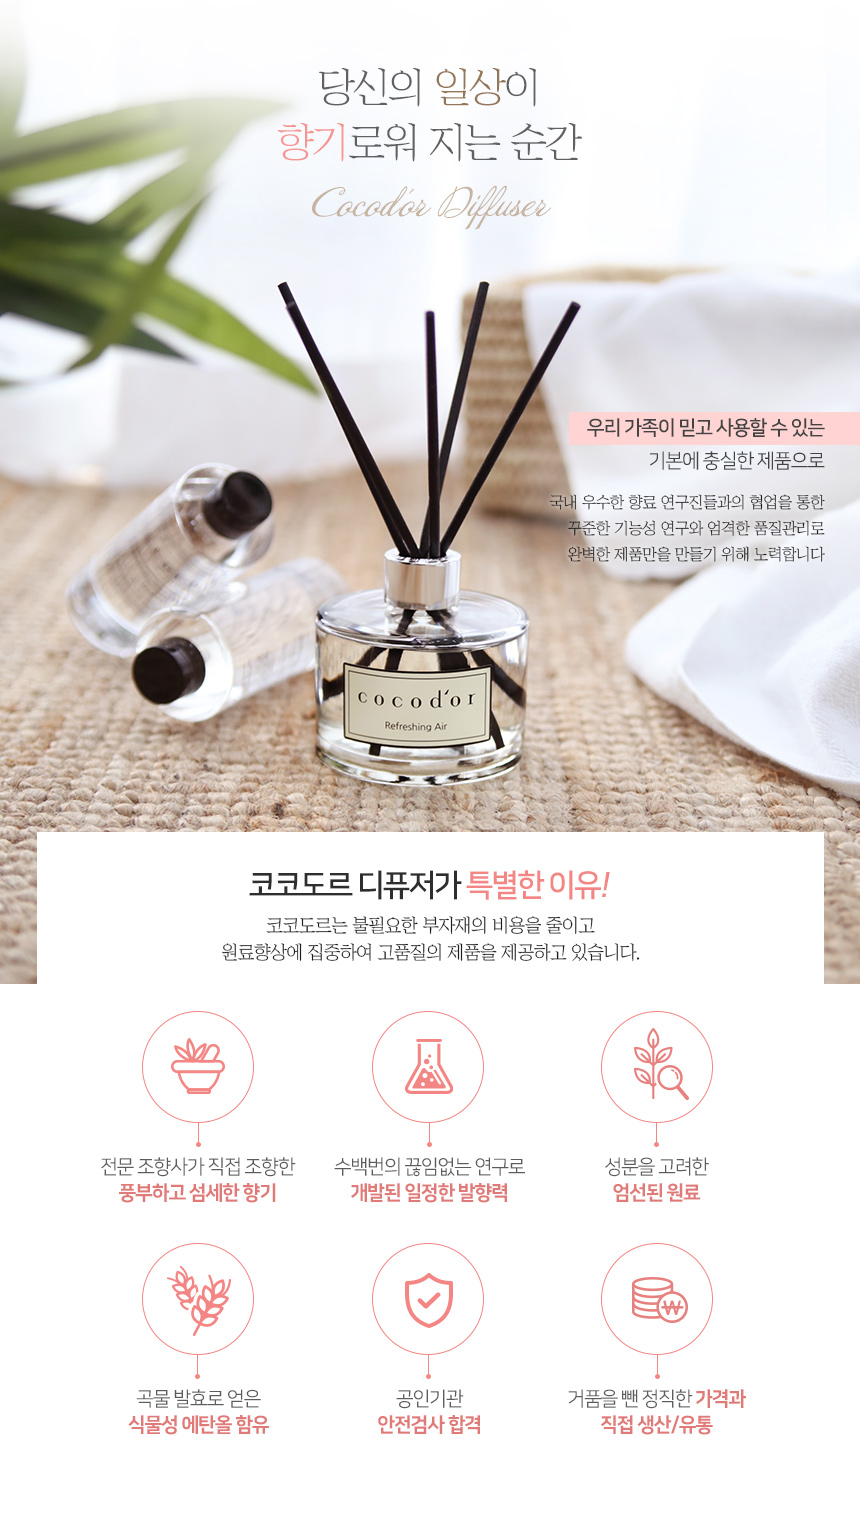 당신의 일상이
향기로워 지는 순간
Cocod'or Diffuser
우리 가족이 믿고 사용할 수 있는
기본에 충실한 제품으로
국내 우수한 향료 연구진들과의 협업을 통한
꾸준한 기능성 연구와 엄격한 품질관리로
완벽한 제품만을 만들기 위해 노력합니다
cocod'or
Refreshing Air
코코도르 디퓨저가 특별한 이유!
코코도르는 불필요한 부자재의 비용을 줄이고
원료향상에 집중하여 고품질의 제품을 제공하고 있습니다.
전문 조향사가 직접 조향한
풍부하고 섬세한 향기
수백번의 끊임없는 연구로
개발된 일정한 발향력
성분을 고려한
엄선된 원료
곡물 발효로 얻은
식물성 에탄올 함유
공인기관
안전검사 합격
거품을 뺀 정직한 가격과
직접 생산/유통